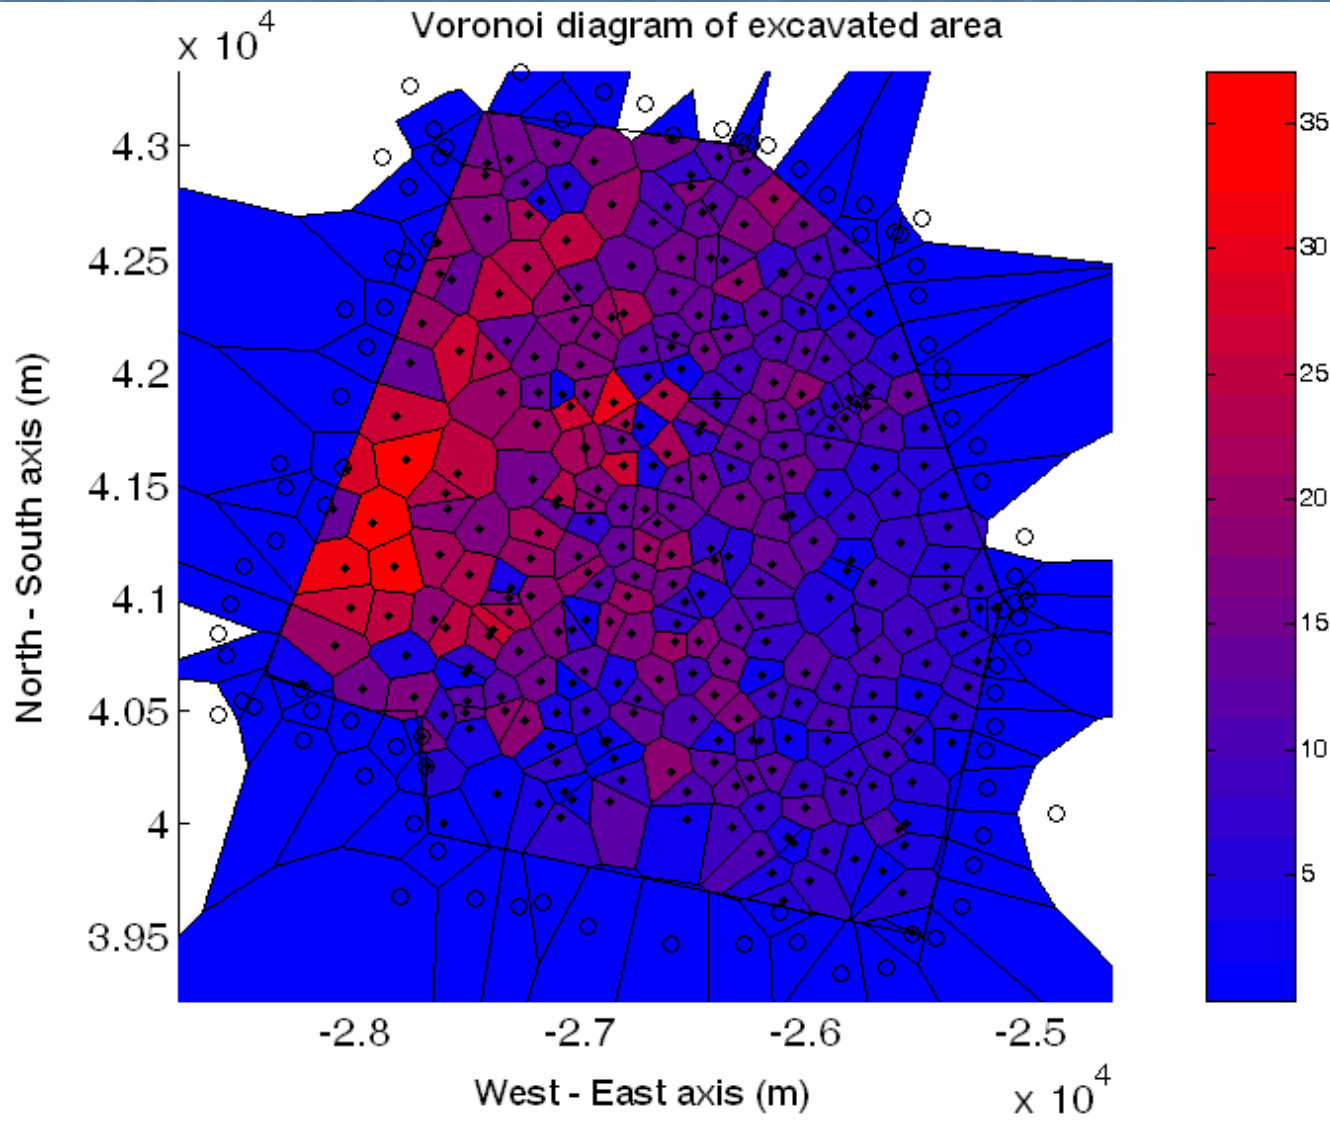 Voronoi diagram of excavated area
x 10^4
4.3
4.25
4.2
4.15
4.1
4.05
4
3.95
North - South axis (m)
-2.8 -2.7 -2.6 -2.5
West - East axis (m)
x 10^4
35
30
25
20
15
10
5